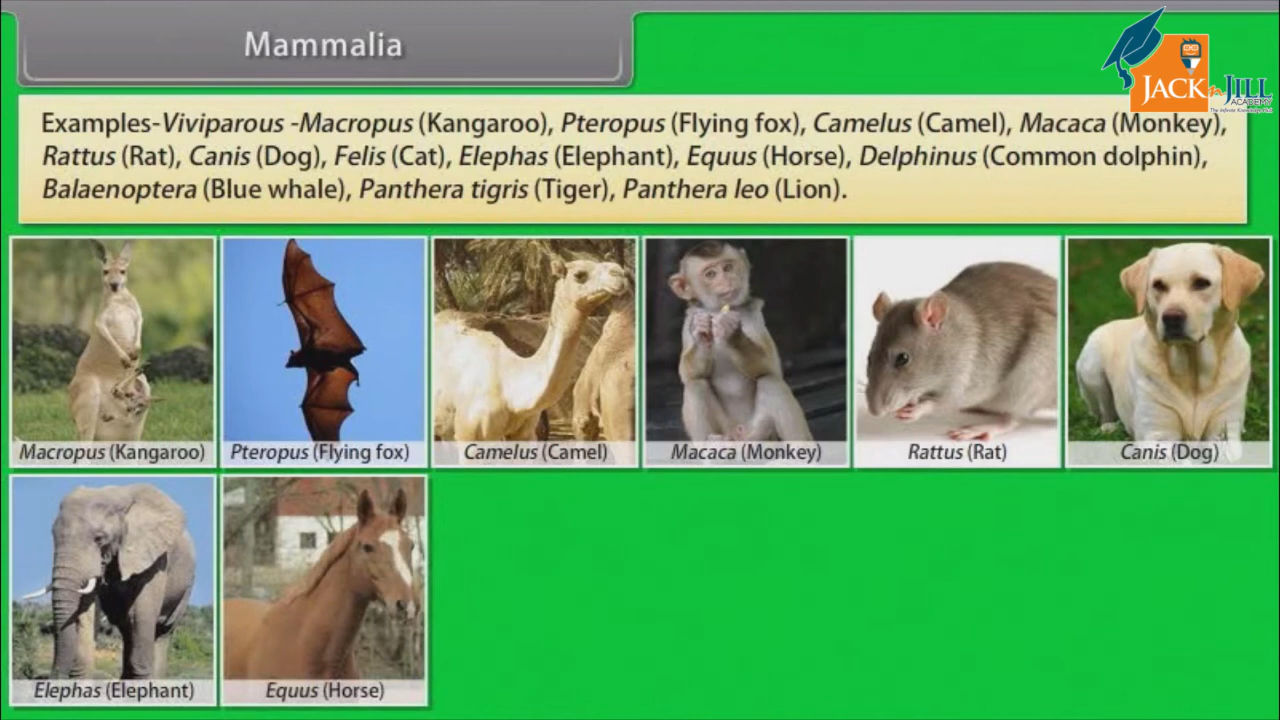 Mammalia
JACK n JILL
ACADEMY
Examples-Viviparous -Macropus (Kangaroo), Pteropus (Flying fox), Camelus (Camel), Macaca (Monkey),
Rattus (Rat), Canis (Dog), Felis (Cat), Elephas (Elephant), Equus (Horse), Delphinus (Common dolphin),
Balaenoptera (Blue whale), Panthera tigris (Tiger), Panthera leo (Lion).
Macropus (Kangaroo)
Pteropus (Flying fox)
Camelus (Camel)
Macaca (Monkey)
Rattus (Rat)
Canis (Dog)
Elephas (Elephant)
Equus (Horse)